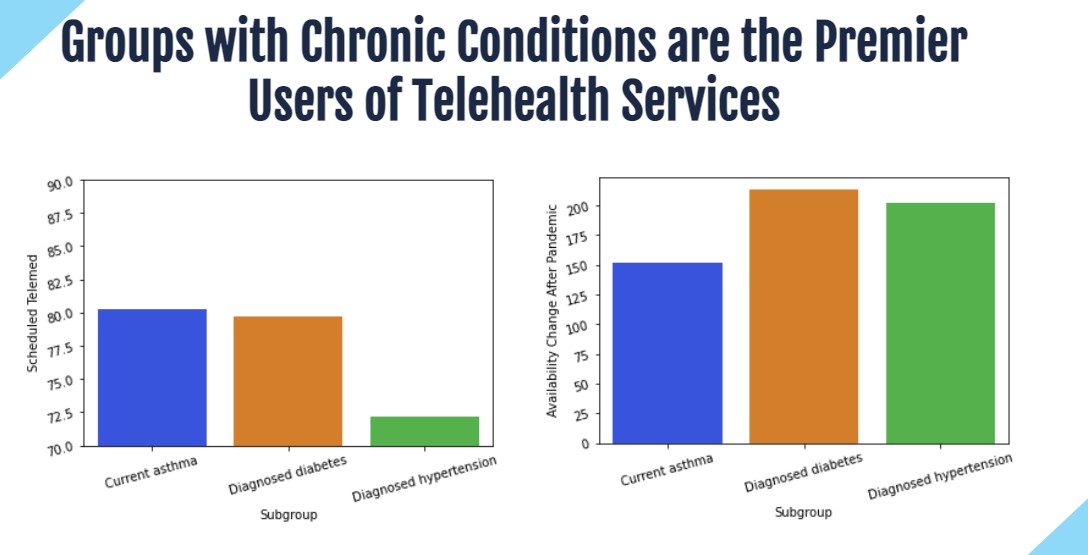 Groups with Chronic Conditions are the Premier
Users of Telehealth Services
90.0
87.5
85.0
82.5
80.0
77.5
75.0
72.5
70.0
Scheduled Telemed
Current asthma
Diagnosed diabetes
Diagnosed hypertension
Subgroup
200
175
150
125
100
75
50
25
0
Availability Change After Pandemic
Current asthma
Diagnosed diabetes
Diagnosed hypertension
Subgroup